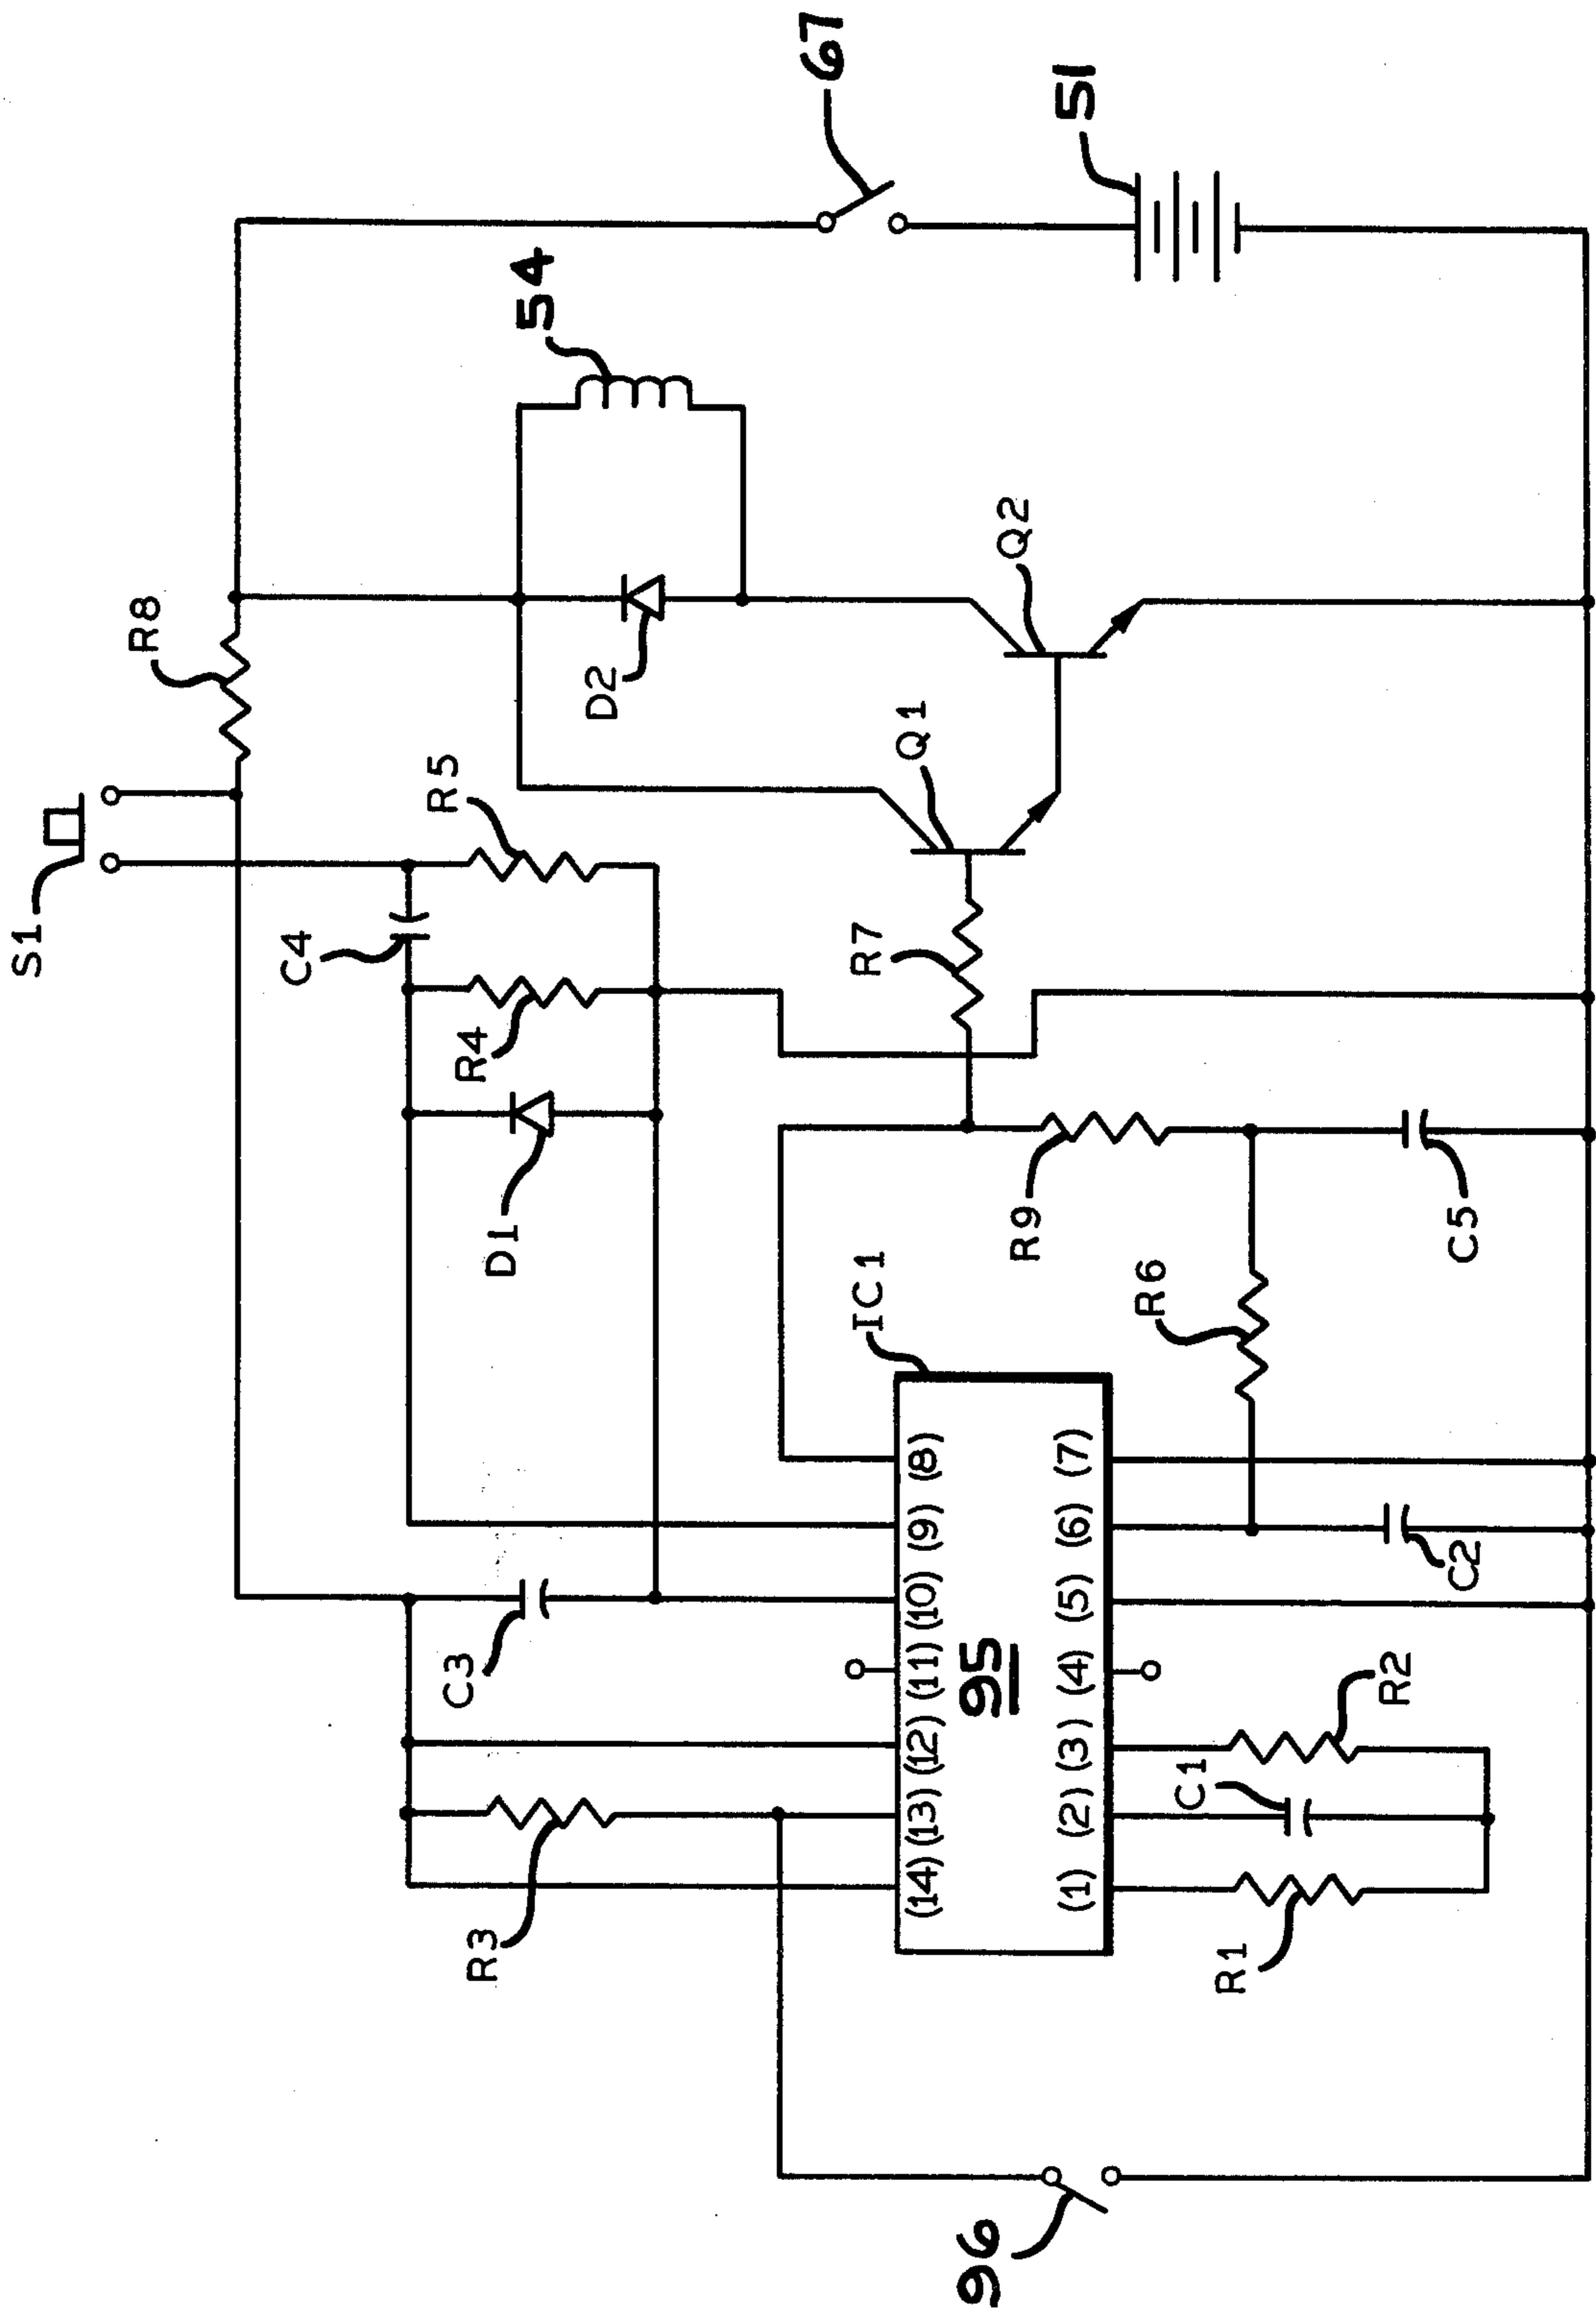 S1
R8
67
51
54
D2
Q2
Q1
R5
C4
R4
R7
D1
R9
C5
R6
IC1
C3
(14) (13) (12) (11) (10) (9) (8)
95
(1) (2) (3) (4) (5) (6) (7)
C2
R2
C1
R3
R1
96